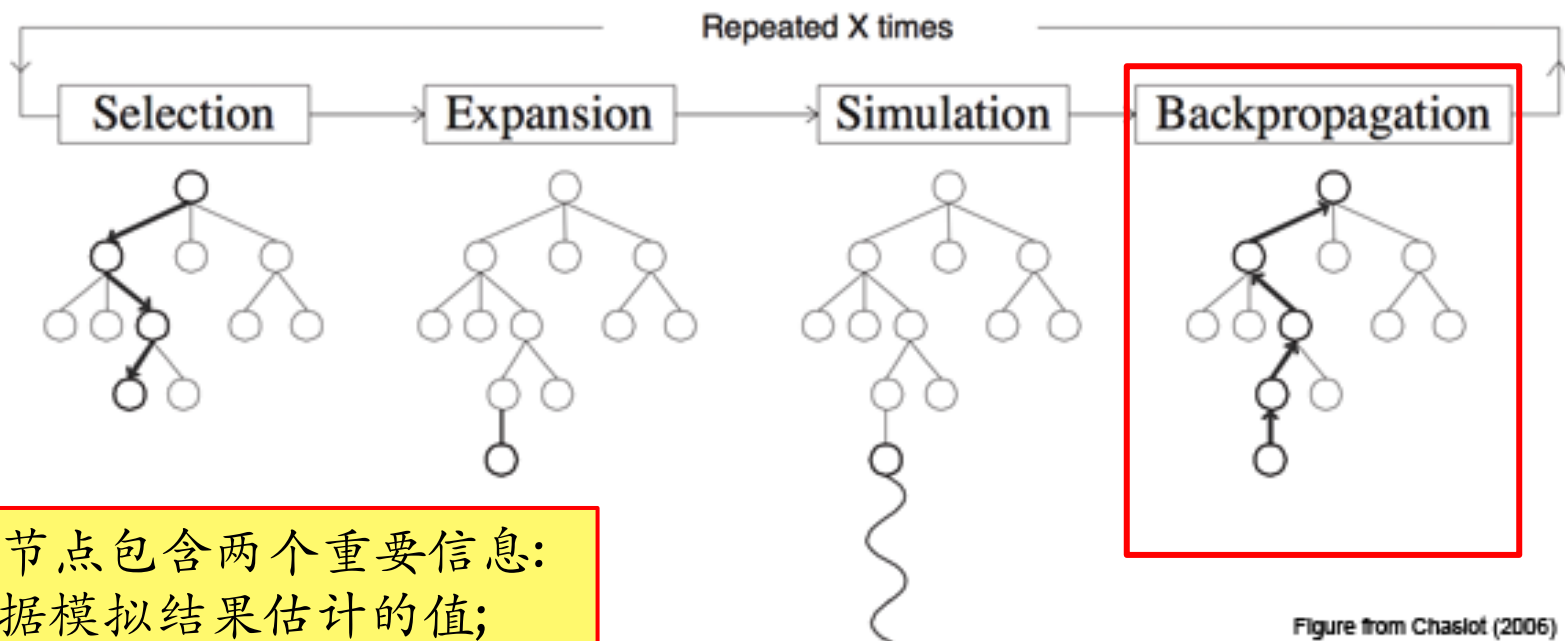 Repeated X times
Selection
Expansion
Simulation
Backpropagation
节点包含两个重要信息:
据模拟结果估计的值;
Figure from Chaslot (2006)